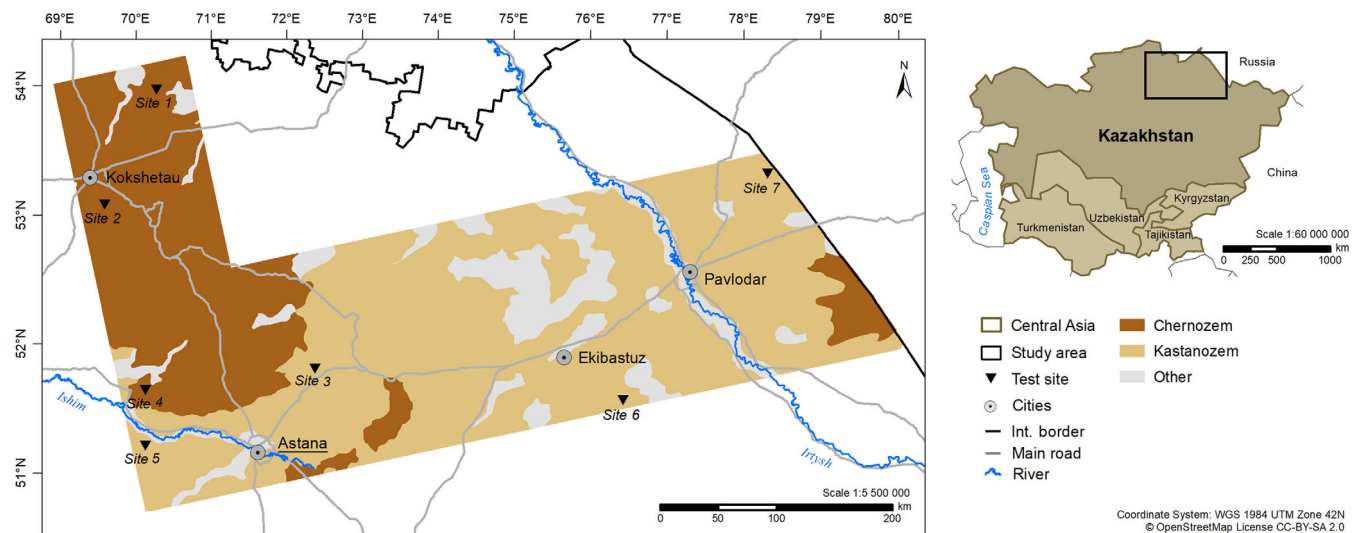 69°E 70°E 71°E 72°E 73°E 74°E 75°E 76°E 77°E 78°E 79°E 80°E
54°N
53°N
52°N
51°N
N
Site 1
Kokshetau
Site 2
Site 7
Pavlodar
Ekibastuz
Site 3
Site 4
Ishim
Site 6
Astana
Site 5
Irtysh
Scale 1:5 500 000
km
0 50 100 200
Russia
Kazakhstan
China
Caspian Sea
Kyrgyzstan
Uzbekistan
Turkmenistan
Tajikistan
Scale 1:60 000 000
km
0 250 500 1000
Central Asia
Study area
Test site
Cities
Int. border
Main road
River
Chernozem
Kastanozem
Other
Coordinate System: WGS 1984 UTM Zone 42N
© OpenStreetMap License CC-BY-SA 2.0